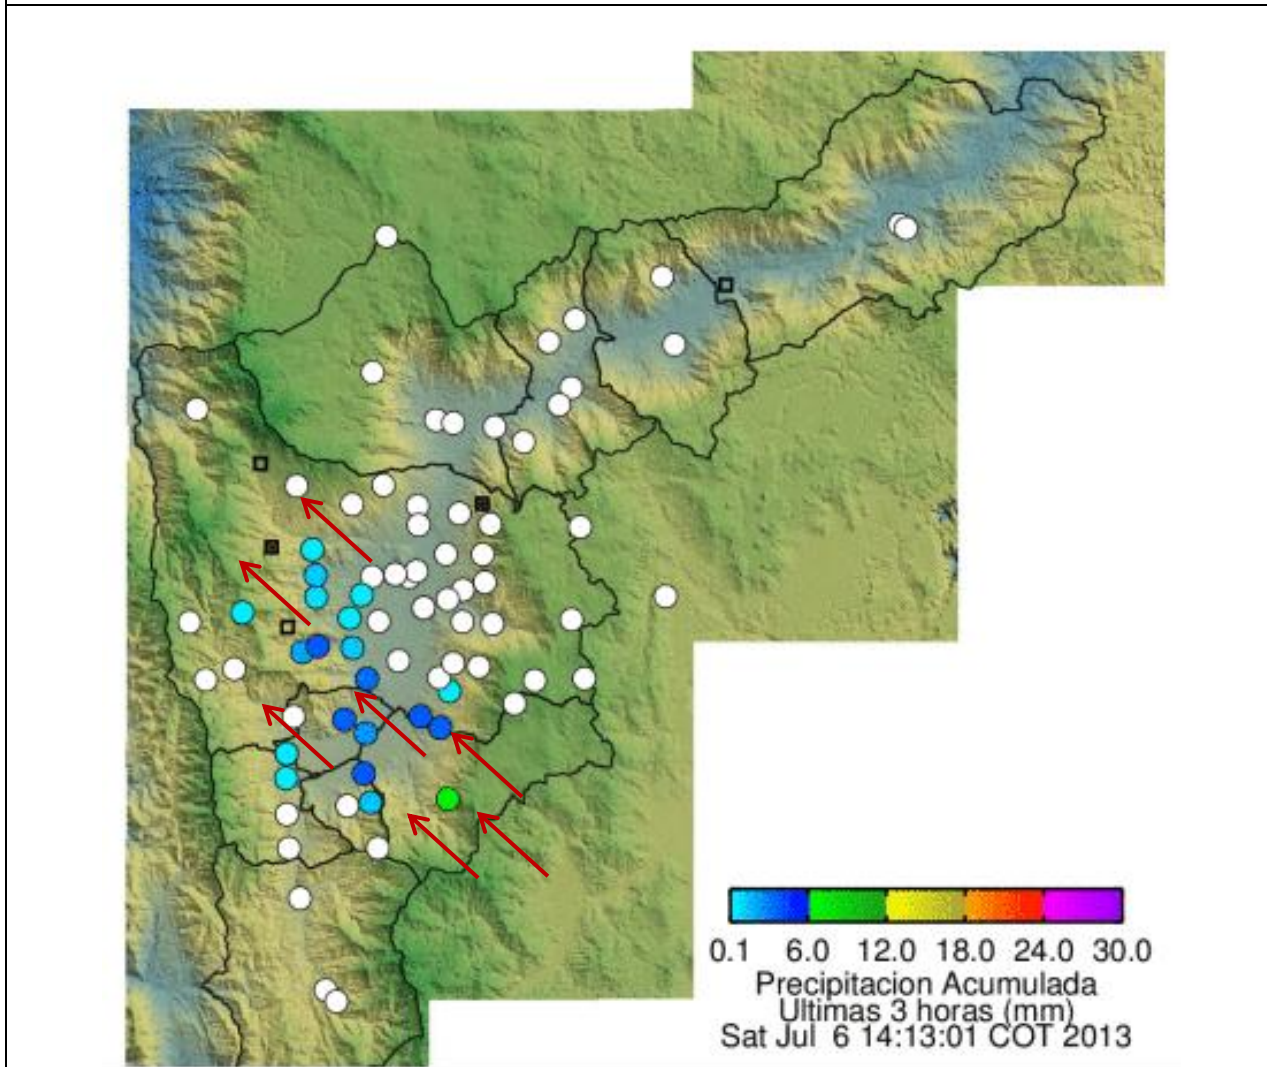 0.1 6.0 12.0 18.0 24.0 30.0
Precipitacion Acumulada
Ultimas 3 horas (mm)
Sat Jul 6 14:13:01 COT 2013